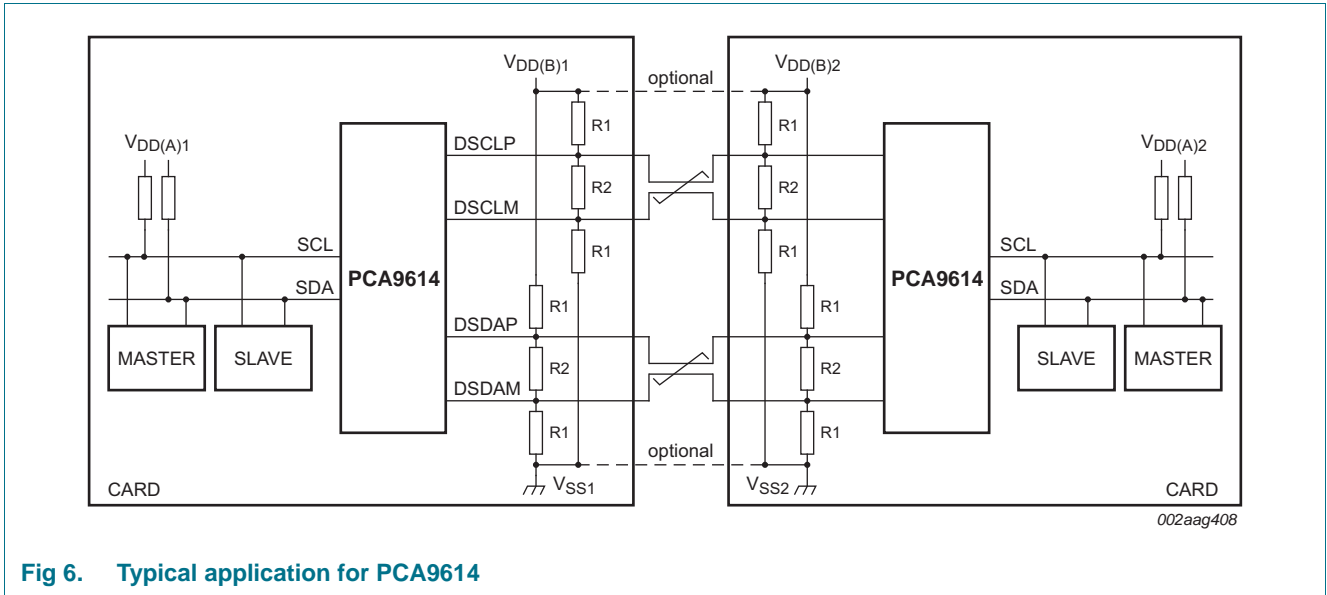 VDD(B)1
optional
VDD(B)2
R1
R1
VDD(A)1
DSCLP
VDD(A)2
R2
R2
DSCLM
SCL
R1
R1
SCL
PCA9614
PCA9614
SDA
R1
R1
SDA
DSDAP
MASTER
SLAVE
R2
R2
SLAVE
MASTER
DSDAM
R1
R1
optional
CARD
VSS1
VSS2
CARD
002aag408
Fig 6. Typical application for PCA9614